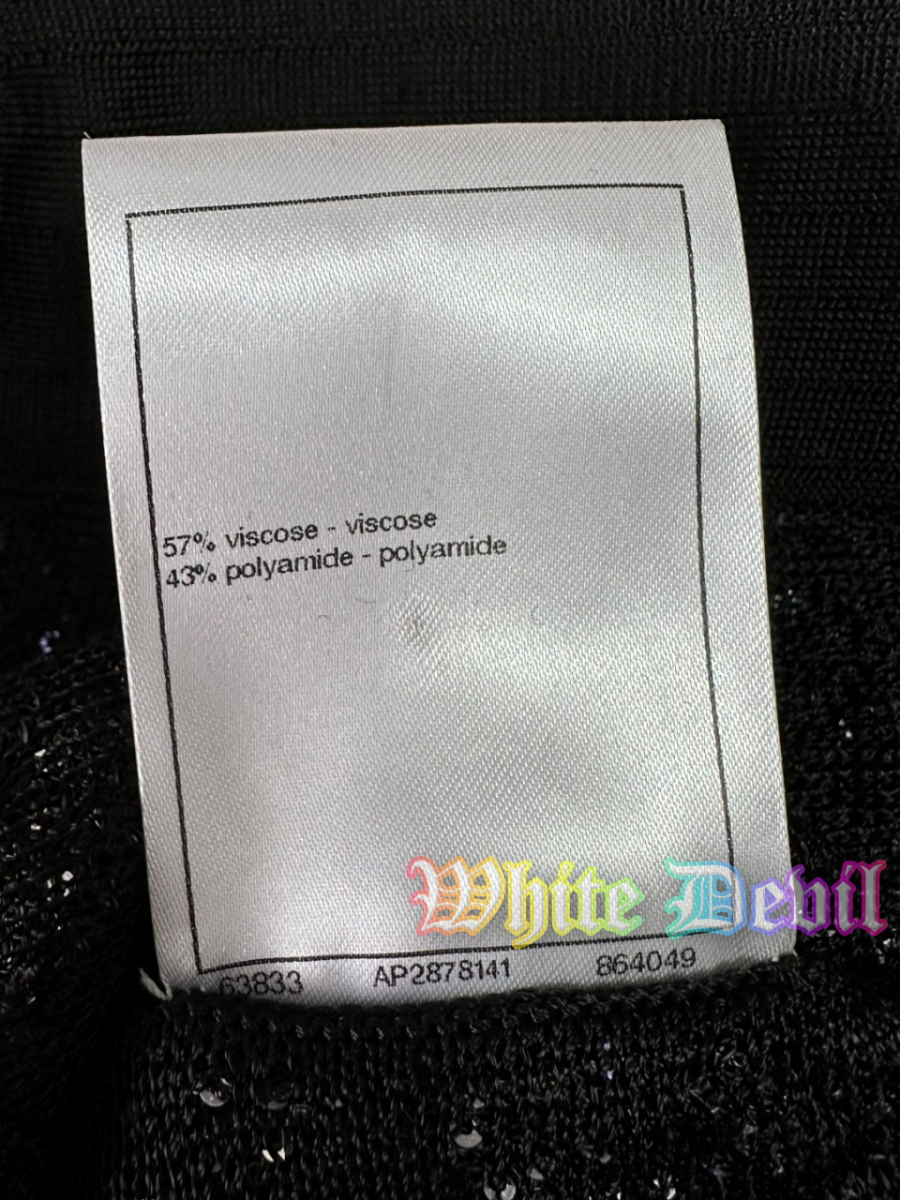 57% viscose - viscose
43% polyamide - polyamide
White Devil
63833 AP2878141 864049